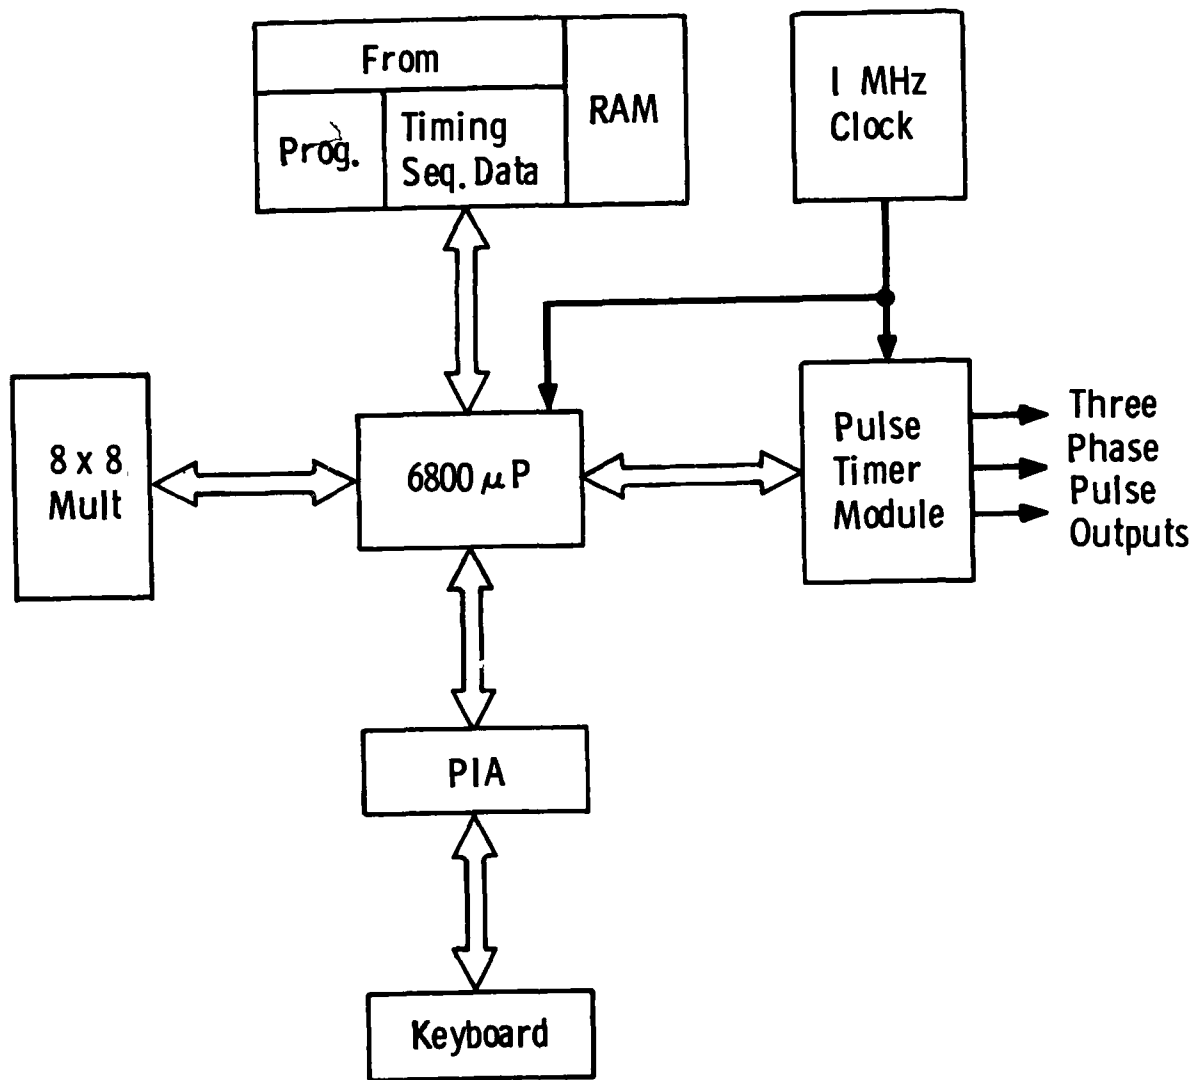 From
Prog.
Timing
Seq. Data
RAM
1 MHz
Clock
8 x 8
Mult
6800 μP
Pulse
Timer
Module
Three
Phase
Pulse
Outputs
PIA
Keyboard